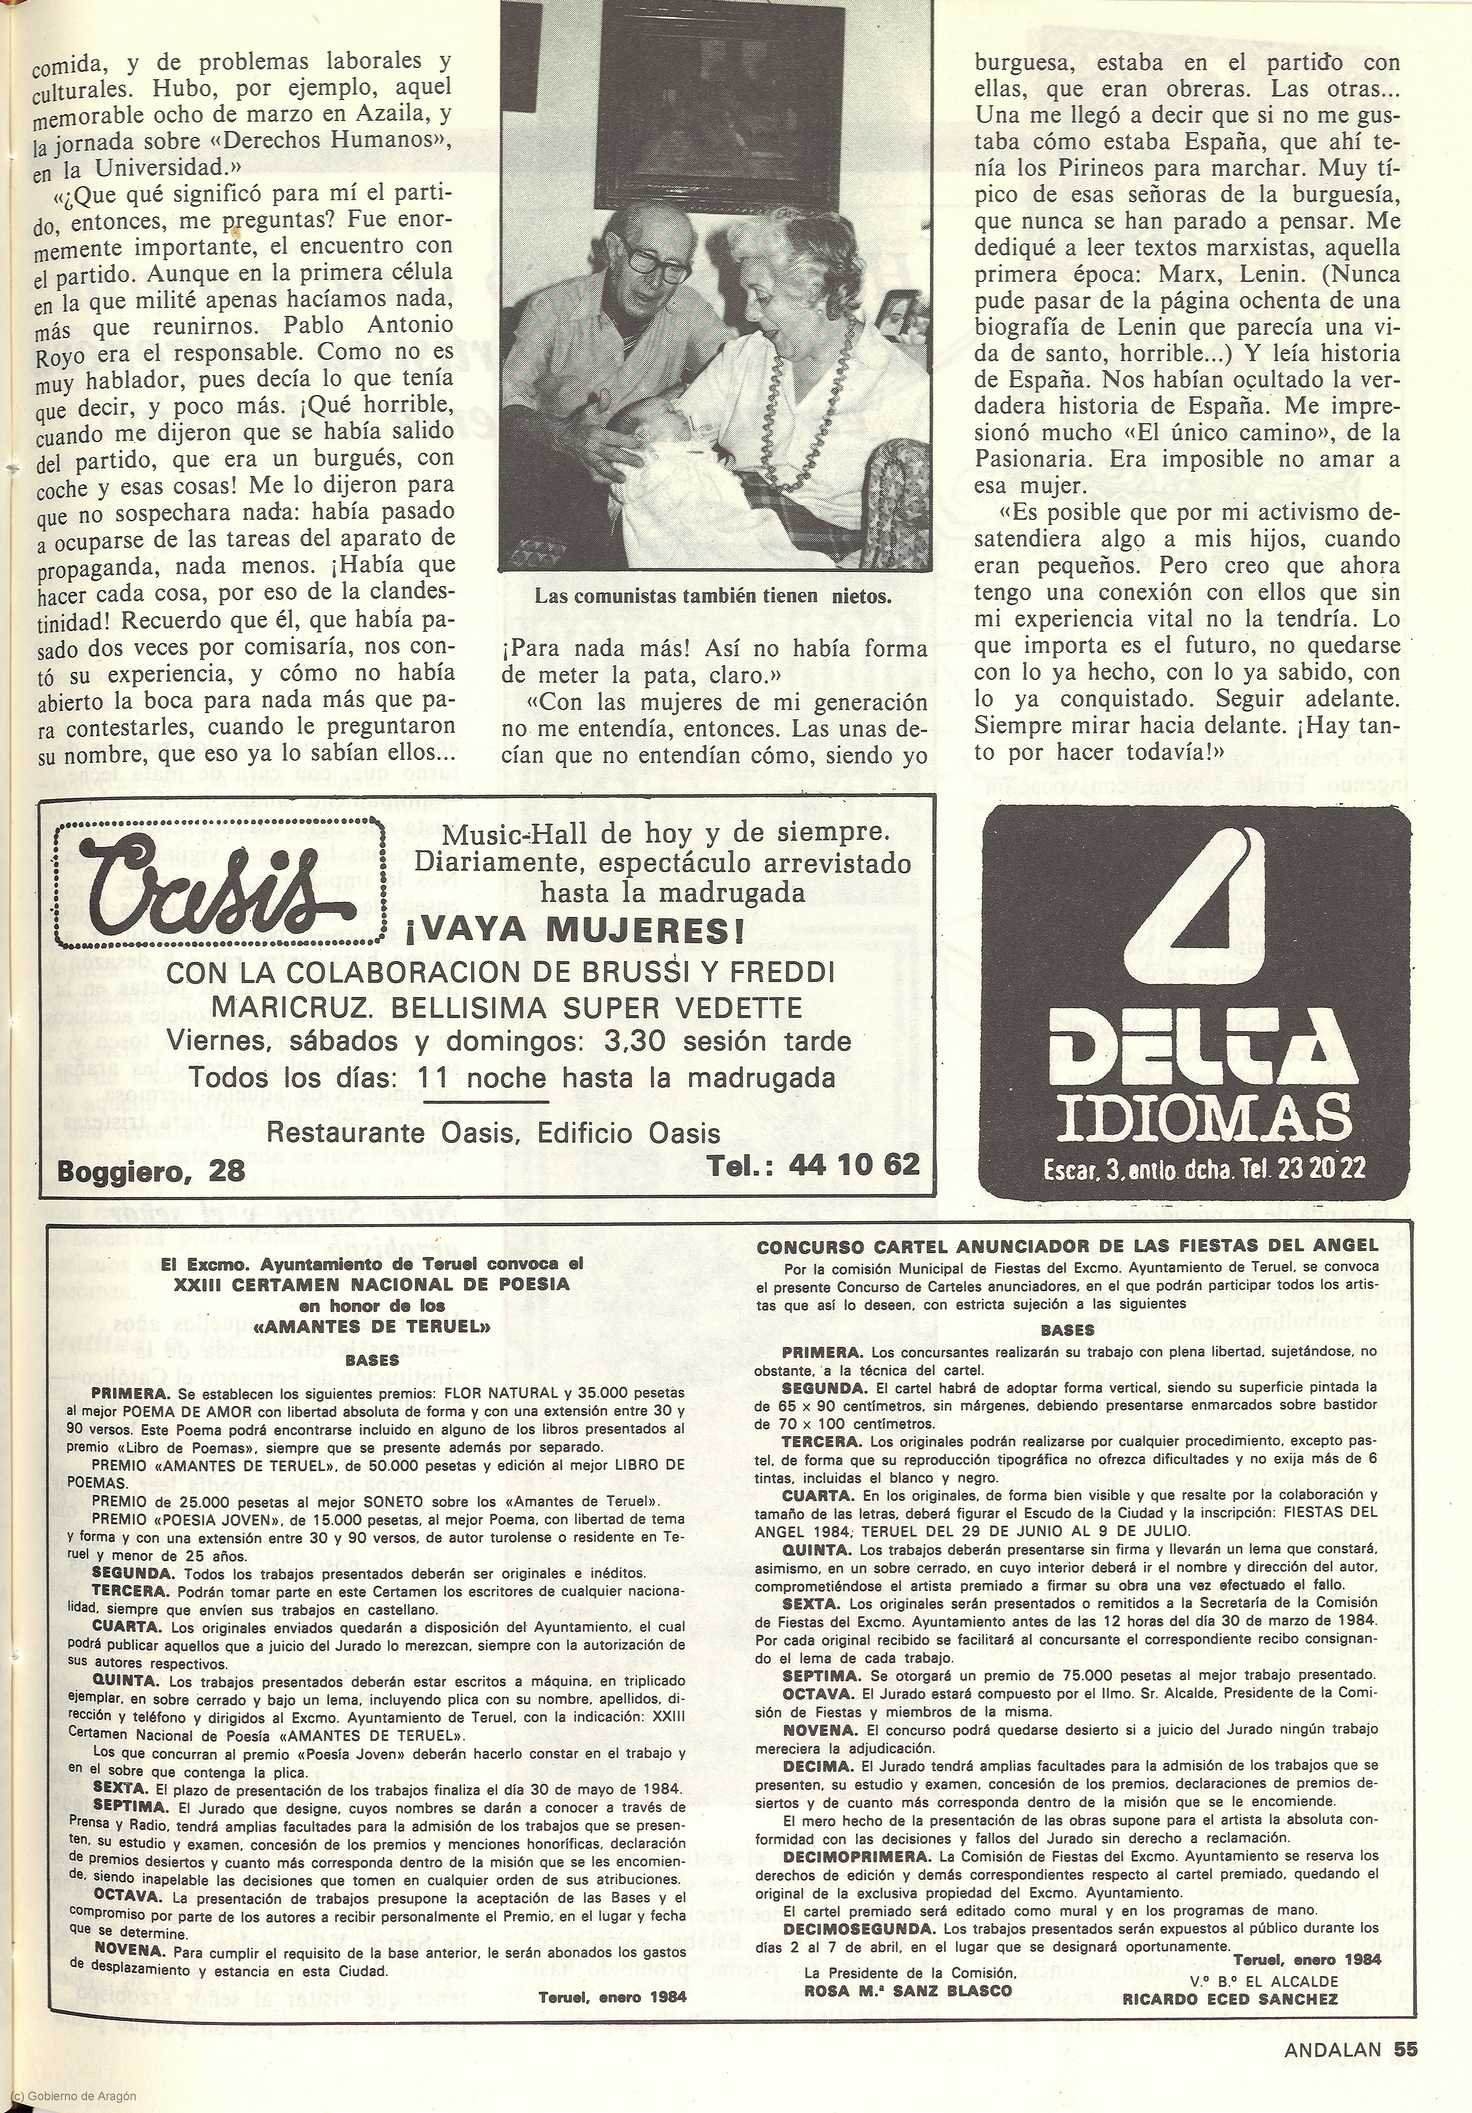 comida, y de problemas laborales y
culturales. Hubo, por ejemplo, aquel
memorable ocho de marzo en Azaila, y
la jornada sobre «Derechos Humanos»,
en la Universidad.»
«¿Que qué significó para mí el parti-
do, entonces, me preguntas? Fue enor-
memente importante, el encuentro con
el partido. Aunque en la primera célula
en la que milité apenas hacíamos nada,
más que reunirnos. Pablo Antonio
Royo era el responsable. Como no es
muy hablador, pues decía lo que tenía
que decir, y poco más. ¡Qué horrible,
cuando me dijeron que se había salido
del partido, que era un burgués, con
coche y esas cosas! Me lo dijeron para
que no sospechara nada: había pasado
a ocuparse de las tareas del aparato de
propaganda, nada menos. ¡Había que
hacer cada cosa, por eso de la clandes-
tinidad! Recuerdo que él, que había pa-
sado dos veces por comisaría, nos con-
tó su experiencia, y cómo no había
abierto la boca para nada más que pa-
ra contestarles, cuando le preguntaron
su nombre, que eso ya lo sabían ellos...
Las comunistas también tienen nietos.
¡Para nada más! Así no había forma
de meter la pata, claro.»
«Con las mujeres de mi generación
no me entendía, entonces. Las unas de-
cían que no entendían cómo, siendo yo
burguesa, estaba en el partido con
ellas, que eran obreras. Las otras...
Una me llegó a decir que si no me gus-
taba cómo estaba España, que ahí te-
nía los Pirineos para marchar. Muy tí-
pico de esas señoras de la burguesía,
que nunca se han parado a pensar. Me
dediqué a leer textos marxistas, aquella
primera época: Marx, Lenin. (Nunca
pude pasar de la página ochenta de una
biografía de Lenin que parecía una vi-
da de santo, horrible...) Y leía historia
de España. Nos habían ocultado la ver-
dadera historia de España. Me impre-
sionó mucho «El único camino», de la
Pasionaria. Era imposible no amar a
esa mujer.
«Es posible que por mi activismo de-
satendiera algo a mis hijos, cuando
eran pequeños. Pero creo que ahora
tengo una conexión con ellos que sin
mi experiencia vital no la tendría. Lo
que importa es el futuro, no quedarse
con lo ya hecho, con lo ya sabido, con
lo ya conquistado. Seguir adelante.
Siempre mirar hacia delante. ¡Hay tan-
to por hacer todavía!»
Oasis
Music-Hall de hoy y de siempre.
Diariamente, espectáculo arrevistado
hasta la madrugada
¡VAYA MUJERES!
CON LA COLABORACION DE BRUSSI Y FREDDI
MARICRUZ. BELLISIMA SUPER VEDETTE
Viernes, sábados y domingos: 3,30 sesión tarde
Todos los días: 11 noche hasta la madrugada
Restaurante Oasis, Edificio Oasis
Boggiero, 28
Tel.: 44 10 62
DELTA
IDIOMAS
Escar, 3, entlo. dcha. Tel. 23 20 22
El Excmo. Ayuntamiento de Teruel convoca el
XXIII CERTAMEN NACIONAL DE POESIA
en honor de los
«AMANTES DE TERUEL»
BASES
PRIMERA. Se establecen los siguientes premios: FLOR NATURAL y 35.000 pesetas
al mejor POEMA DE AMOR con libertad absoluta de forma y con una extensión entre 30 y
90 versos. Este Poema podrá encontrarse incluido en alguno de los libros presentados al
premio «Libro de Poemas», siempre que se presente además por separado.
PREMIO «AMANTES DE TERUEL», de 50.000 pesetas y edición al mejor LIBRO DE
POEMAS.
PREMIO de 25.000 pesetas al mejor SONETO sobre los «Amantes de Teruel».
PREMIO «POESIA JOVEN», de 15.000 pesetas, al mejor Poema, con libertad de tema
y forma y con una extensión entre 30 y 90 versos, de autor turolense o residente en Te-
ruel y menor de 25 años.
SEGUNDA. Todos los trabajos presentados deberán ser originales e inéditos.
TERCERA. Podrán tomar parte en este Certamen los escritores de cualquier naciona-
lidad, siempre que envíen sus trabajos en castellano.
CUARTA. Los originales enviados quedarán a disposición del Ayuntamiento, el cual
podrá publicar aquellos que a juicio del Jurado lo merezcan, siempre con la autorización de
sus autores respectivos.
QUINTA. Los trabajos presentados deberán estar escritos a máquina, en triplicado
ejemplar, en sobre cerrado y bajo un lema, incluyendo plica con su nombre, apellidos, di-
rección y teléfono y dirigidos al Excmo. Ayuntamiento de Teruel, con la indicación: XXIII
Certamen Nacional de Poesía «AMANTES DE TERUEL».
Los que concurran al premio «Poesía Joven» deberán hacerlo constar en el trabajo y
en el sobre que contenga la plica.
SEXTA. El plazo de presentación de los trabajos finaliza el día 30 de mayo de 1984.
SEPTIMA. El Jurado que designe, cuyos nombres se darán a conocer a través de
Prensa y Radio, tendrá amplias facultades para la admisión de los trabajos que se presen-
ten, su estudio y examen, concesión de los premios y menciones honoríficas, declaración
de premios desiertos y cuanto más corresponda dentro de la misión que se les encomien-
de, siendo inapelable las decisiones que tomen en cualquier orden de sus atribuciones.
OCTAVA. La presentación de trabajos presupone la aceptación de las Bases y el
compromiso por parte de los autores a recibir personalmente el Premio, en el lugar y fecha
que se determine.
NOVENA. Para cumplir el requisito de la base anterior, le serán abonados los gastos
de desplazamiento y estancia en esta Ciudad.
Teruel, enero 1984
CONCURSO CARTEL ANUNCIADOR DE LAS FIESTAS DEL ANGEL
Por la comisión Municipal de Fiestas del Excmo. Ayuntamiento de Teruel, se convoca
el presente Concurso de Carteles anunciadores, en el que podrán participar todos los artis-
tas que así lo deseen, con estricta sujeción a las siguientes
BASES
PRIMERA. Los concursantes realizarán su trabajo con plena libertad, sujetándose, no
obstante, a la técnica del cartel.
SEGUNDA. El cartel habrá de adoptar forma vertical, siendo su superficie pintada la
de 65 x 90 centímetros, sin márgenes, debiendo presentarse enmarcados sobre bastidor
de 70 x 100 centímetros.
TERCERA. Los originales podrán realizarse por cualquier procedimiento, excepto pas-
tel, de forma que su reproducción tipográfica no ofrezca dificultades y no exija más de 6
tintas, incluidas el blanco y negro.
CUARTA. En los originales, de forma bien visible y que resalte por la colaboración y
tamaño de las letras, deberá figurar el Escudo de la Ciudad y la inscripción: FIESTAS DEL
ANGEL 1984; TERUEL DEL 29 DE JUNIO AL 9 DE JULIO.
QUINTA. Los trabajos deberán presentarse sin firma y llevarán un lema que constará,
asimismo, en un sobre cerrado, en cuyo interior deberá ir el nombre y dirección del autor,
comprometiéndose el artista premiado a firmar su obra una vez efectuado el fallo.
SEXTA. Los originales serán presentados o remitidos a la Secretaría de la Comisión
de Fiestas del Excmo. Ayuntamiento antes de las 12 horas del día 30 de marzo de 1984.
Por cada original recibido se facilitará al concursante el correspondiente recibo consignan-
do el lema de cada trabajo.
SEPTIMA. Se otorgará un premio de 75.000 pesetas al mejor trabajo presentado.
OCTAVA. El Jurado estará compuesto por el Ilmo. Sr. Alcalde, Presidente de la Comi-
sión de Fiestas y miembros de la misma.
NOVENA. El concurso podrá quedarse desierto si a juicio del Jurado ningún trabajo
mereciera la adjudicación.
DECIMA. El Jurado tendrá amplias facultades para la admisión de los trabajos que se
presenten, su estudio y examen, concesión de los premios, declaraciones de premios de-
siertos y de cuanto más corresponda dentro de la misión que se le encomiende.
El mero hecho de la presentación de las obras supone para el artista la absoluta con-
formidad con las decisiones y fallos del Jurado sin derecho a reclamación.
DECIMOPRIMERA. La Comisión de Fiestas del Excmo. Ayuntamiento se reserva los
derechos de edición y demás correspondientes respecto al cartel premiado, quedando el
original de la exclusiva propiedad del Excmo. Ayuntamiento.
El cartel premiado será editado como mural y en los programas de mano.
DECIMOSEGUNDA. Los trabajos presentados serán expuestos al público durante los
días 2 al 7 de abril, en el lugar que se designará oportunamente.
Teruel, enero 1984
La Presidente de la Comisión,
ROSA M.ª SANZ BLASCO
V.º B.º EL ALCALDE
RICARDO ECED SANCHEZ
ANDALAN 55
(c) Gobierno de Aragón